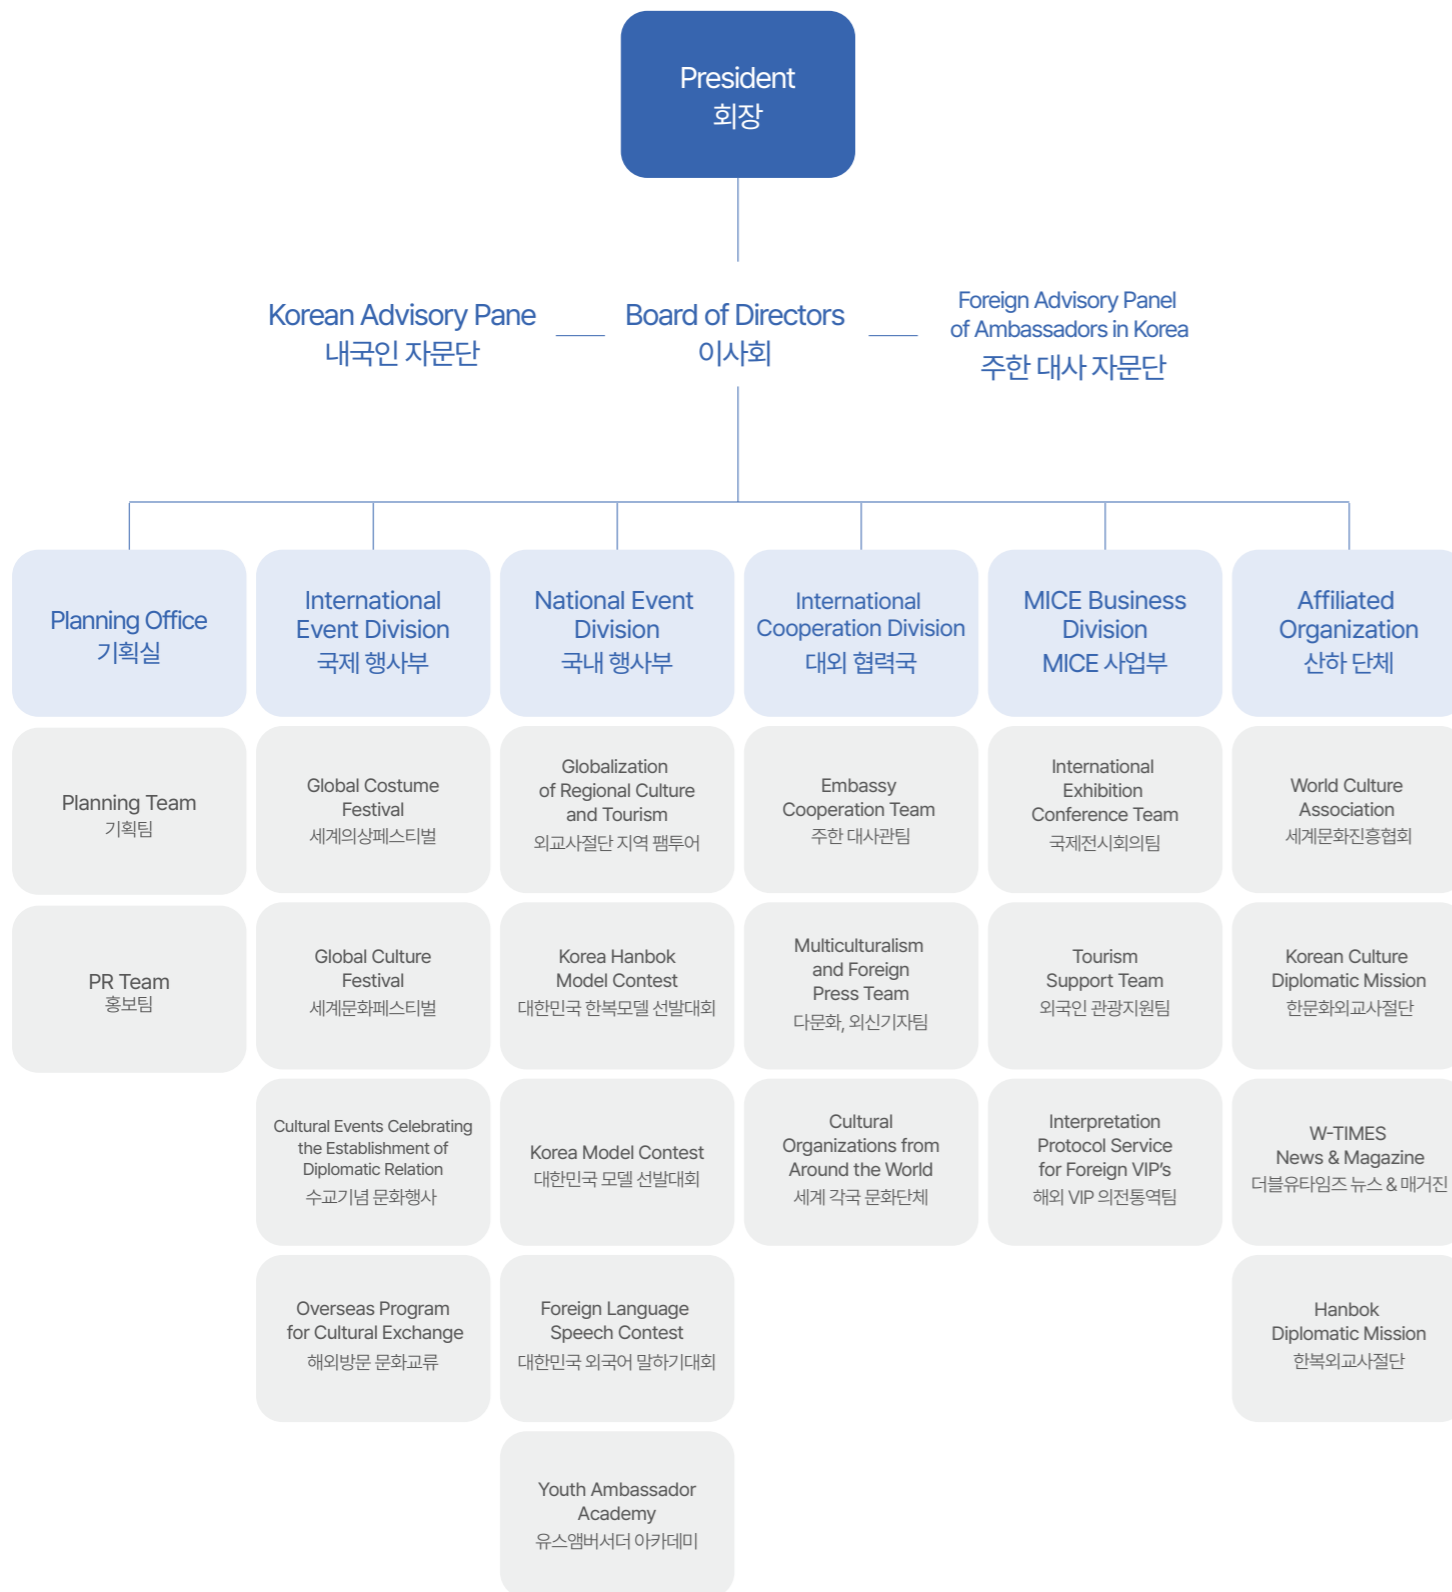 President
회장
Korean Advisory Pane
내국인 자문단
Board of Directors
이사회
Foreign Advisory Panel
of Ambassadors in Korea
주한 대사 자문단
Planning Office
기획실
Planning Team
기획팀
PR Team
홍보팀
International
Event Division
국제 행사부
Global Costume
Festival
세계의상페스티벌
Global Culture
Festival
세계문화페스티벌
Cultural Events Celebrating
the Establishment of
Diplomatic Relation
수교기념 문화행사
Overseas Program
for Cultural Exchange
해외방문 문화교류
National Event
Division
국내 행사부
Globalization
of Regional Culture
and Tourism
외교사절단 지역 팸투어
Korea Hanbok
Model Contest
대한민국 한복모델 선발대회
Korea Model Contest
대한민국 모델 선발대회
Foreign Language
Speech Contest
대한민국 외국어 말하기대회
Youth Ambassador
Academy
유스앰버서더 아카데미
International
Cooperation Division
대외 협력국
Embassy
Cooperation Team
주한 대사관팀
Multiculturalism
and Foreign
Press Team
다문화, 외신기자팀
Cultural
Organizations from
Around the World
세계 각국 문화단체
MICE Business
Division
MICE 사업부
International
Exhibition
Conference Team
국제전시회의팀
Tourism
Support Team
외국인 관광지원팀
Interpretation
Protocol Service
for Foreign VIP's
해외 VIP 의전통역팀
Affiliated
Organization
산하 단체
World Culture
Association
세계문화진흥협회
Korean Culture
Diplomatic Mission
한문화외교사절단
W-TIMES
News & Magazine
더블유타임즈 뉴스 & 매거진
Hanbok
Diplomatic Mission
한복외교사절단